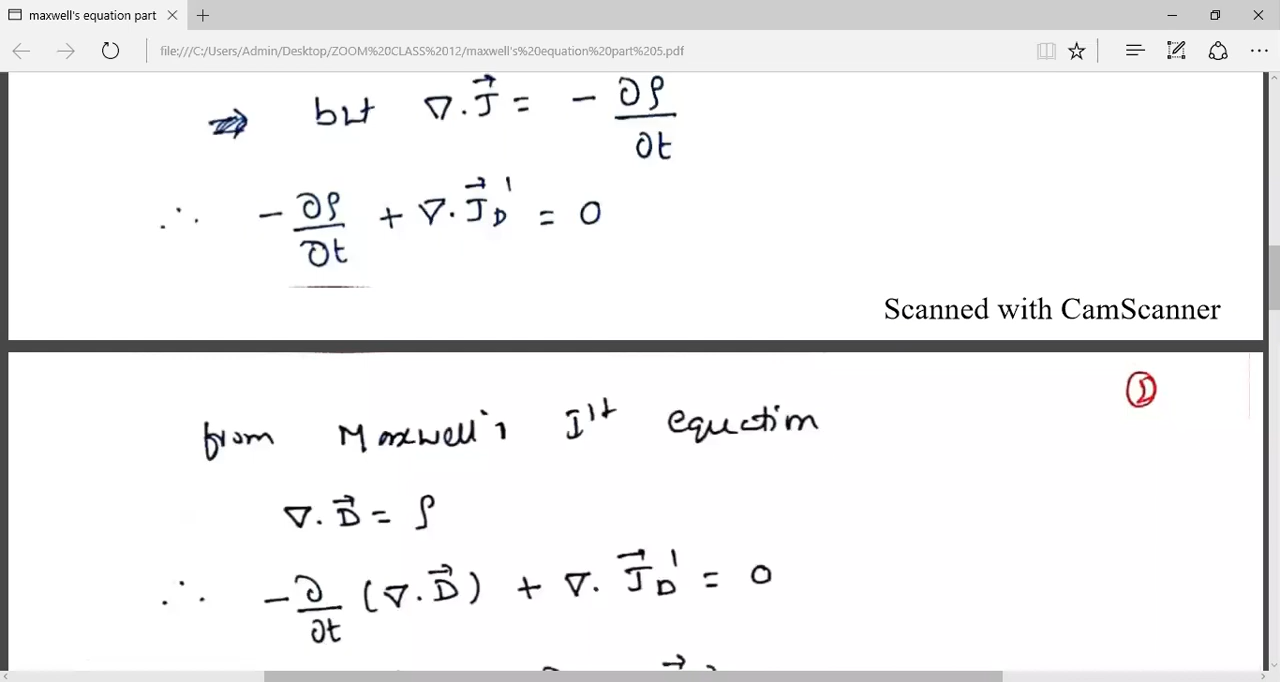 maxwell's equation part
file:///C:/Users/Admin/Desktop/ZOOM%20CLASS%2012/maxwell's%20equation%20part%205.pdf
⇒ but ∇.J⃗ = - ∂ρ/∂t
∴ -∂ρ/∂t + ∇.J⃗D' = 0
Scanned with CamScanner
from Maxwell's Ist equation
∇.D⃗ = ρ
∴ -∂/∂t (∇.D⃗) + ∇.J⃗D' = 0